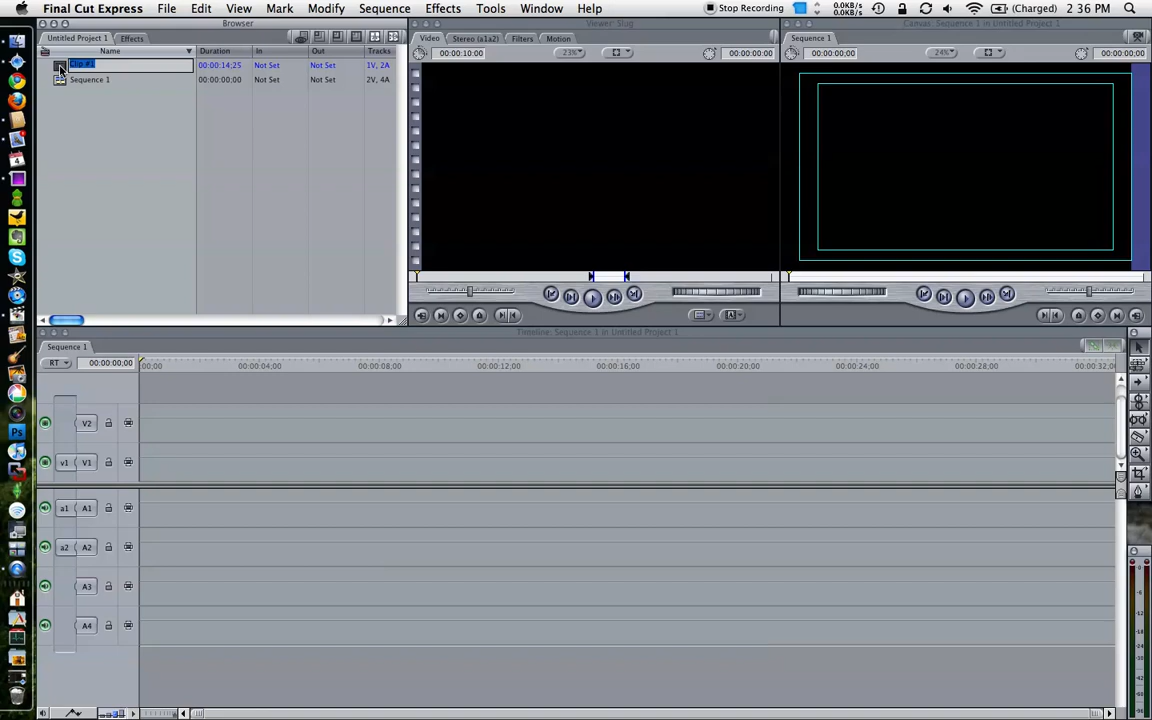 Final Cut Express File Edit View Mark Modify Sequence Effects Tools Window Help Stop Recording 0.0KB/s 0.0KB/s (Charged) 2:36 PM
Browser
Untitled Project 1 Effects
Name Duration In Out Tracks
Clip #1 00:00:14;25 Not Set Not Set 1V, 2A
Sequence 1 00:00:00;00 Not Set Not Set 2V, 4A
Viewer: Slug
Video Stereo (a1a2) Filters Motion
00:00:10:00 23% 00:00:00:00
Canvas: Sequence 1 in Untitled Project 1
Sequence 1
00:00:00;00 24% 00:00:00;00
Timeline: Sequence 1 in Untitled Project 1
Sequence 1
RT 00:00:00;00 00:00 00:00:04;00 00:00:08;00 00:00:12;00 00:00:16;00 00:00:20;00 00:00:24;00 00:00:28;00 00:00:32;0
V2
v1 V1
a1 A1
a2 A2
A3
A4
4
Ps